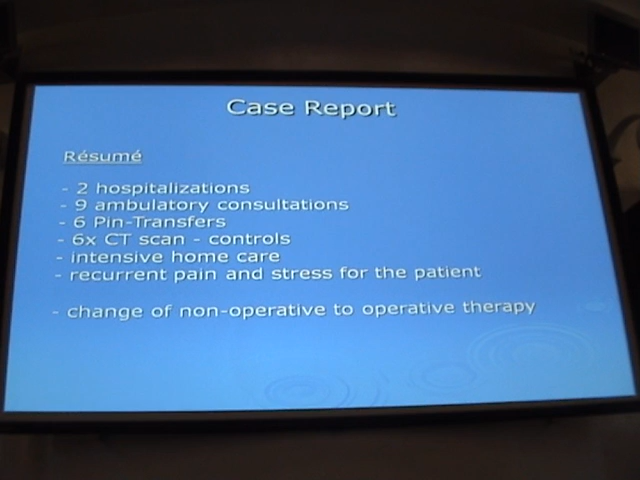 Case Report
Résumé
- 2 hospitalizations
- 9 ambulatory consultations
- 6 Pin-Transfers
- 6x CT scan - controls
- intensive home care
- recurrent pain and stress for the patient
- change of non-operative to operative therapy